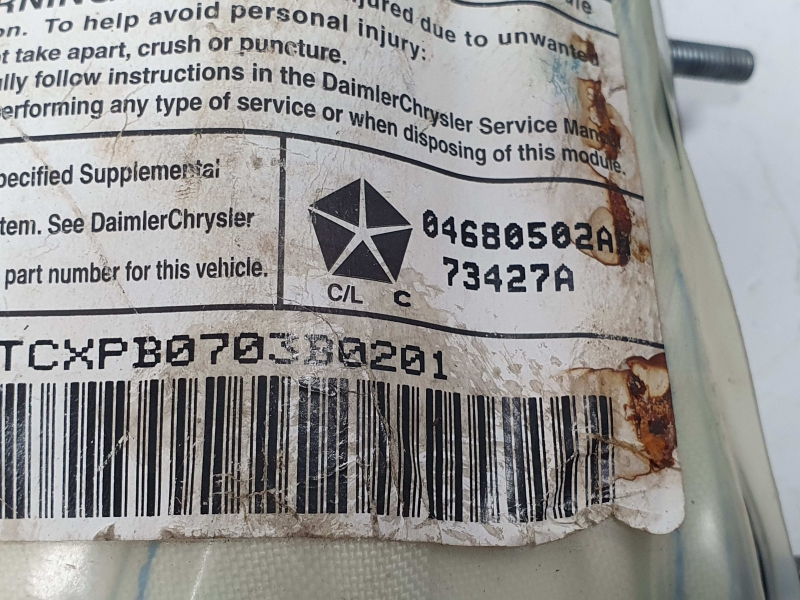 jured due to unwanted
on. To help avoid personal injury:
t take apart, crush or puncture.
ully follow instructions in the DaimlerChrysler Service Manual
erforming any type of service or when disposing of this module.
pecified Supplemental
tem. See DaimlerChrysler
part number for this vehicle.
04680502A
73427A
C/L C
TCXPB0703B0201